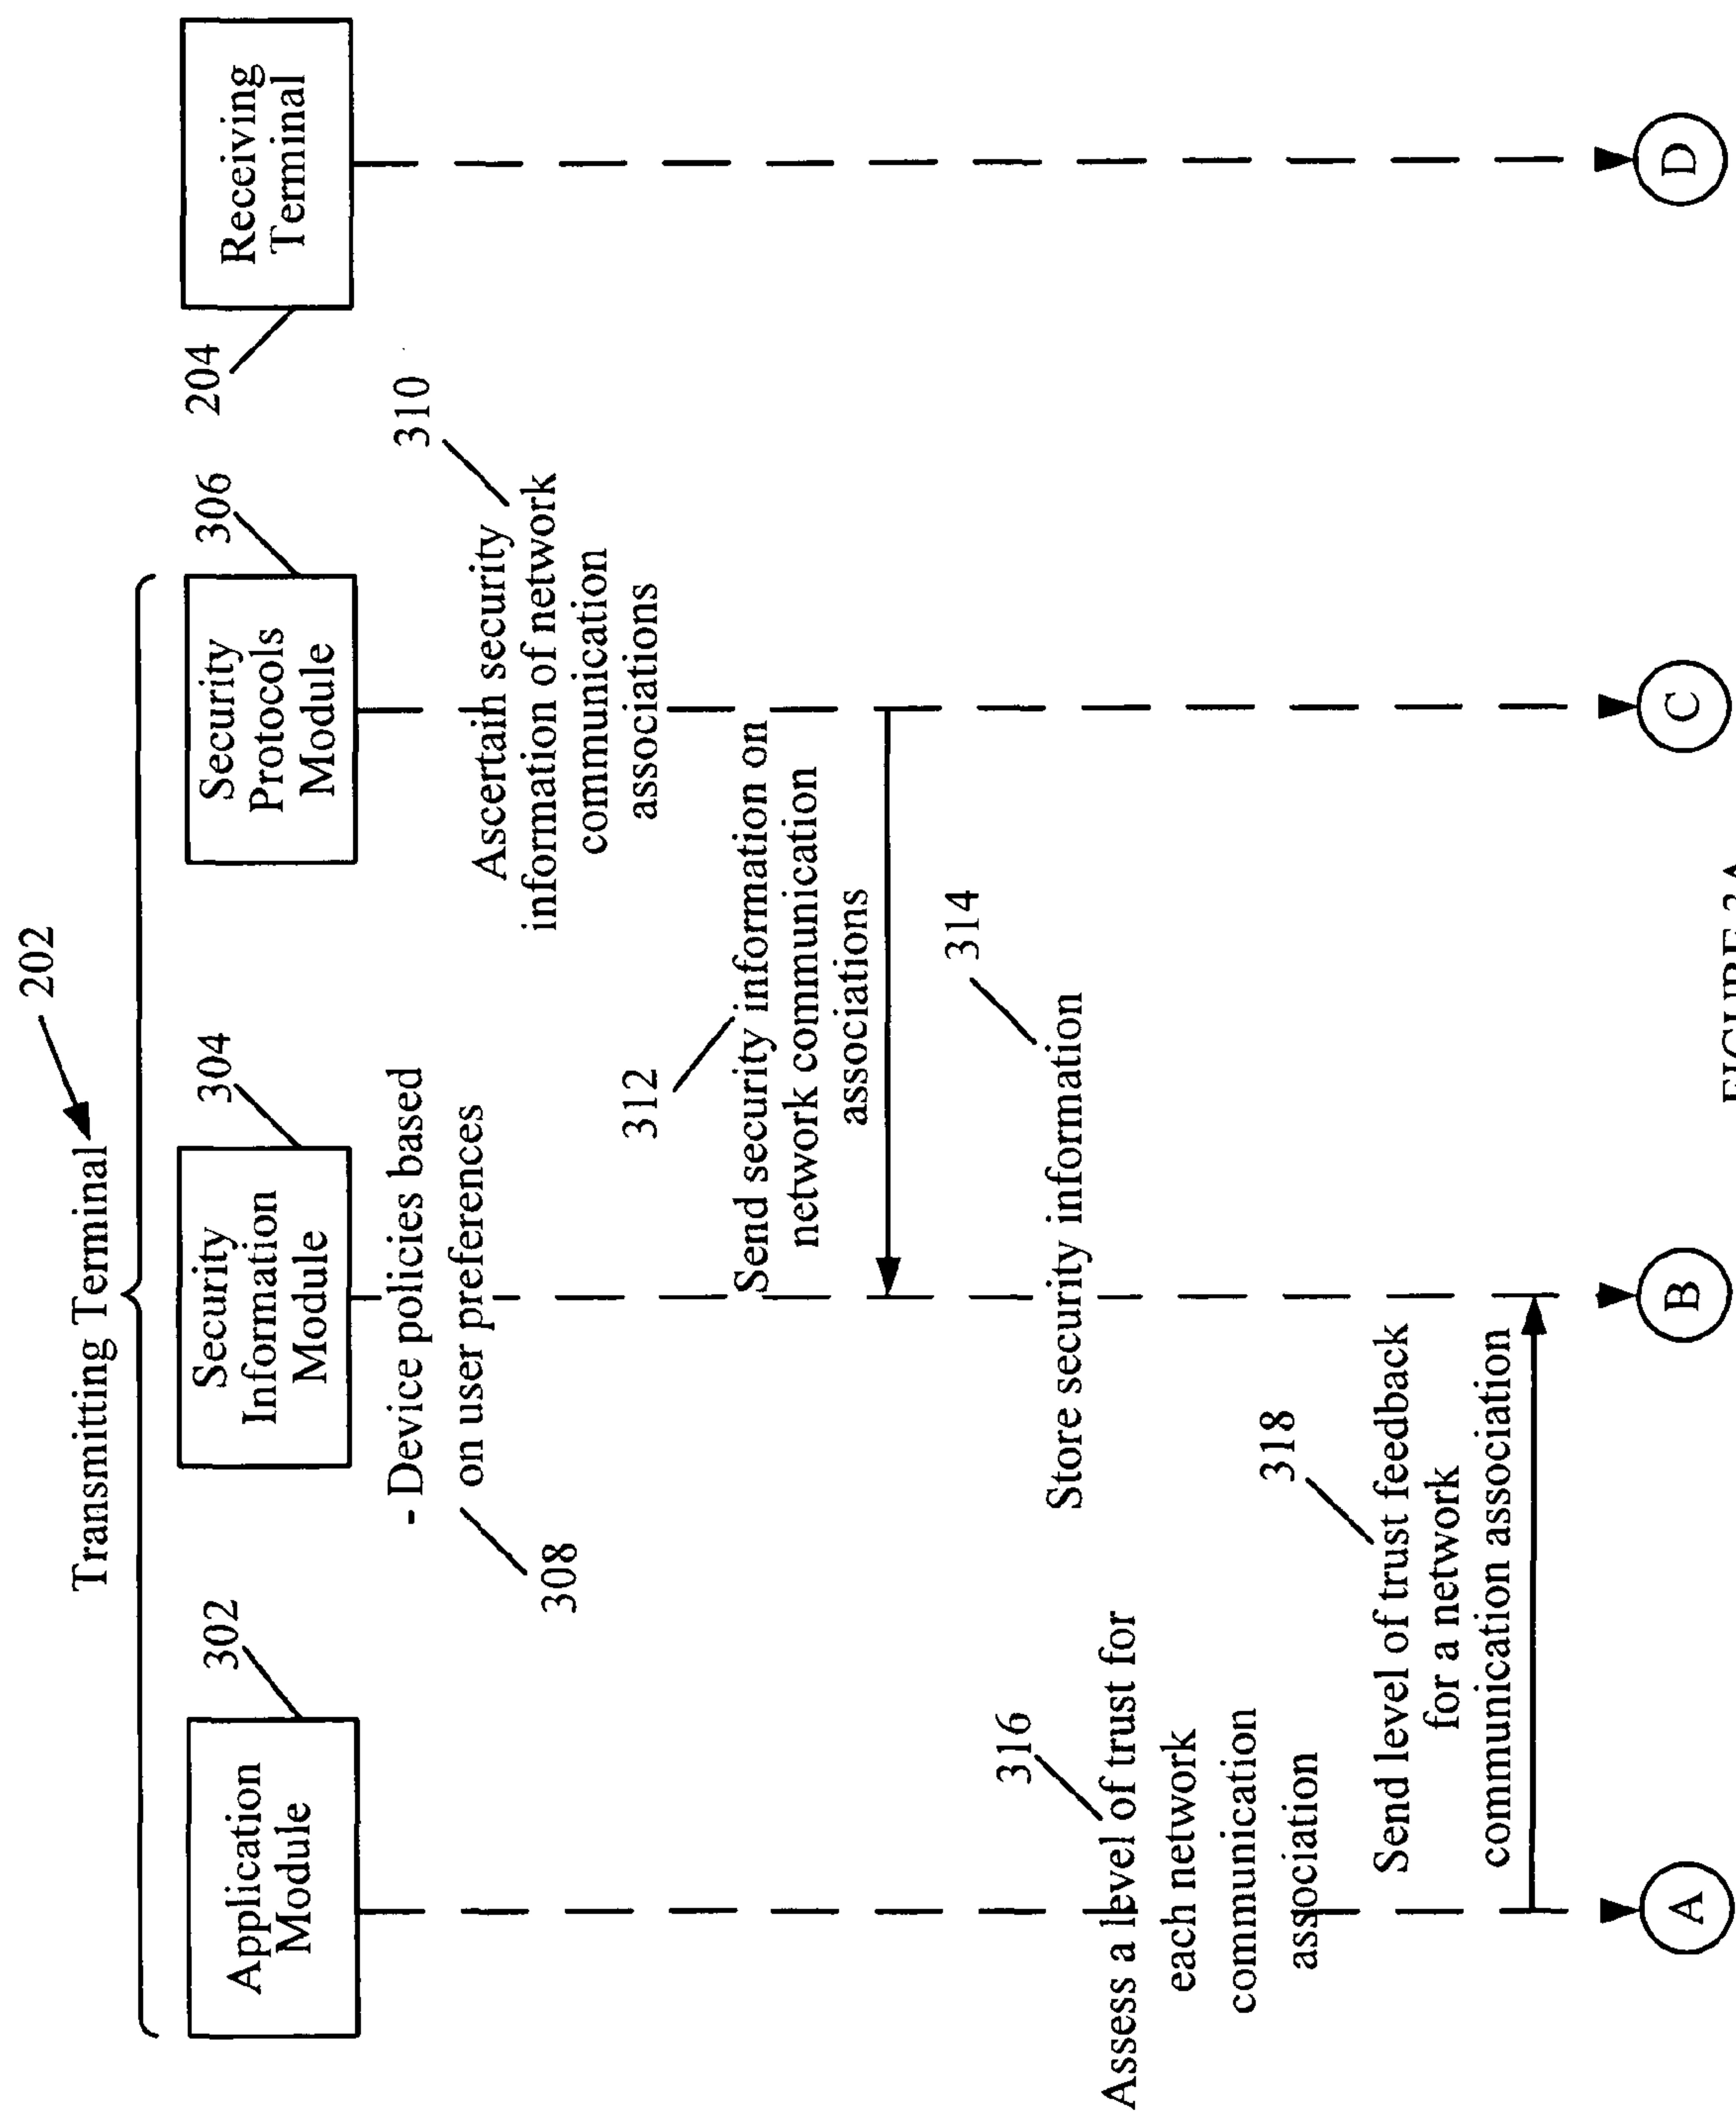 Transmitting Terminal
202
302
304
306
204
Application
Module
Security
Information
Module
Security
Protocols
Module
Receiving
Terminal
- Device policies based
on user preferences
308
310
Ascertain security
information of network
communication
associations
312
Send security information on
network communication
associations
314
Store security information
316
Assess a level of trust for
each network
communication
association
318
Send level of trust feedback
for a network
communication association
A
B
C
D
FIGURE 3A